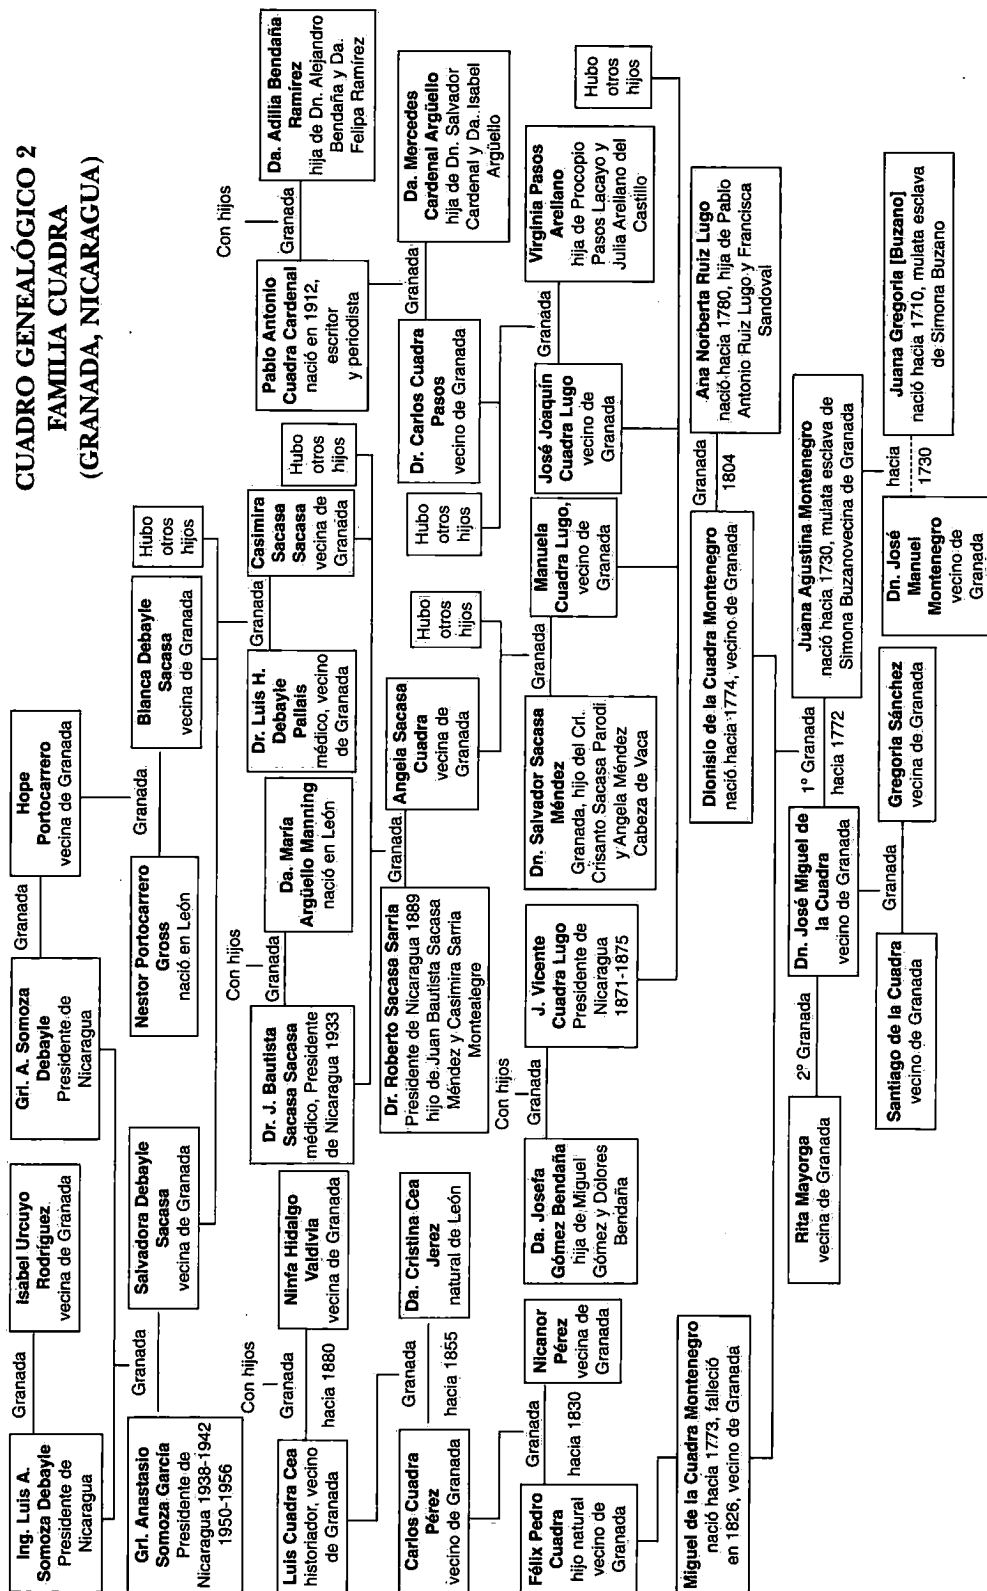 CUADRO GENEALÓGICO 2
FAMILIA CUADRA
(GRANADA, NICARAGUA)
Ing. Luis A.
Somoza Debayle
Presidente de
Nicaragua
Granada
Isabel Urcuyo
Rodríguez
vecina de Granada
Grl. A. Somoza
Debayle
Presidente de
Nicaragua
Granada
Hope
Portocarrero
vecina de Granada
Grl. Anastasio
Somoza García
Presidente de
Nicaragua 1938-1942
1950-1956
Granada
Salvadora Debayle
Sacasa
vecina de Granada
Nestor Portocarrero
Gross
nació en León
Granada
Blanca Debayle
Sacasa
vecina de Granada
Hubo
otros
hijos
Con hijos
Luis Cuadra Cea
historiador, vecino
de Granada
Granada
hacia 1880
Ninfa Hidalgo
Valdivia
vecina de Granada
Con hijos
Dr. J. Bautista
Sacasa Sacasa
médico, Presidente
de Nicaragua 1933
Granada
Da. María
Argüello Manning
nació en León
Dr. Luis H.
Debayle
Pallais
médico, vecino
de Granada
Granada
Casimira
Sacasa
Sacasa
vecina de
Granada
Hubo
otros
hijos
Con hijos
Pablo Antonio
Cuadra Cardenal
nació en 1912,
escritor
y periodista
Granada
Da. Adilia Bendaña
Ramírez
hija de Dn. Alejandro
Bendaña y Da.
Felipa Ramírez
Carlos Cuadra
Pérez
vecino de Granada
Granada
hacia 1855
Da. Cristina Cea
Jerez
natural de León
Dr. Roberto Sacasa Sarria
Presidente de Nicaragua 1889
hijo de Juan Bautista Sacasa
Méndez y Casimira Sarria
Montealegre
Granada
Angela Sacasa
Cuadra
vecina de
Granada
Hubo
otros
hijos
Hubo
otros
hijos
Dr. Carlos Cuadra
Pasos
vecino de Granada
Granada
Da. Mercedes
Cardenal Argüello
hija de Dn. Salvador
Cardenal y Da. Isabel
Argüello
Félix Pedro
Cuadra
hijo natural
vecino de
Granada
Granada
hacia 1830
Nicanor
Pérez
vecina de
Granada
Da. Josefa
Gómez Bendaña
hija de Miguel
Gómez y Dolores
Bendaña
Con hijos
Granada
J. Vicente
Cuadra Lugo
Presidente de
Nicaragua
1871-1875
Dn. Salvador Sacasa
Méndez
Granada, hijo del Crl.
Crisanto Sacasa Parodi
y Angela Méndez
Cabeza de Vaca
Granada
Manuela
Cuadra Lugo,
vecino de
Granada
José Joaquín
Cuadra Lugo
vecino de
Granada
Granada
Virginia Pasos
Arellano
hija de Procopio
Pasos Lacayo y
Julia Arellano del
Castillo
Hubo
otros
hijos
Miguel de la Cuadra Montenegro
nació hacia 1773, falleció
en 1826, vecino de Granada
Dionisio de la Cuadra Montenegro
nació hacia 1774, vecino de Granada
Granada
1804
Ana Norberta Ruiz Lugo
nació hacia 1780, hija de Pablo
Antonio Ruiz Lugo y Francisca
Sandoval
Rita Mayorga
vecina de Granada
2º Granada
Dn. José Miguel de
la Cuadra
vecino de Granada
1º Granada
hacia 1772
Juana Agustina Montenegro
nació hacia 1730, mulata esclava de
Simona Buzanovecina de Granada
Santiago de la Cuadra
vecino de Granada
Granada
Gregoria Sánchez
vecina de Granada
Dn. José
Manuel
Montenegro
vecino de
Granada
hacia
1730
Juana Gregoria [Buzano]
nació hacia 1710, mulata esclava
de Simona Buzano